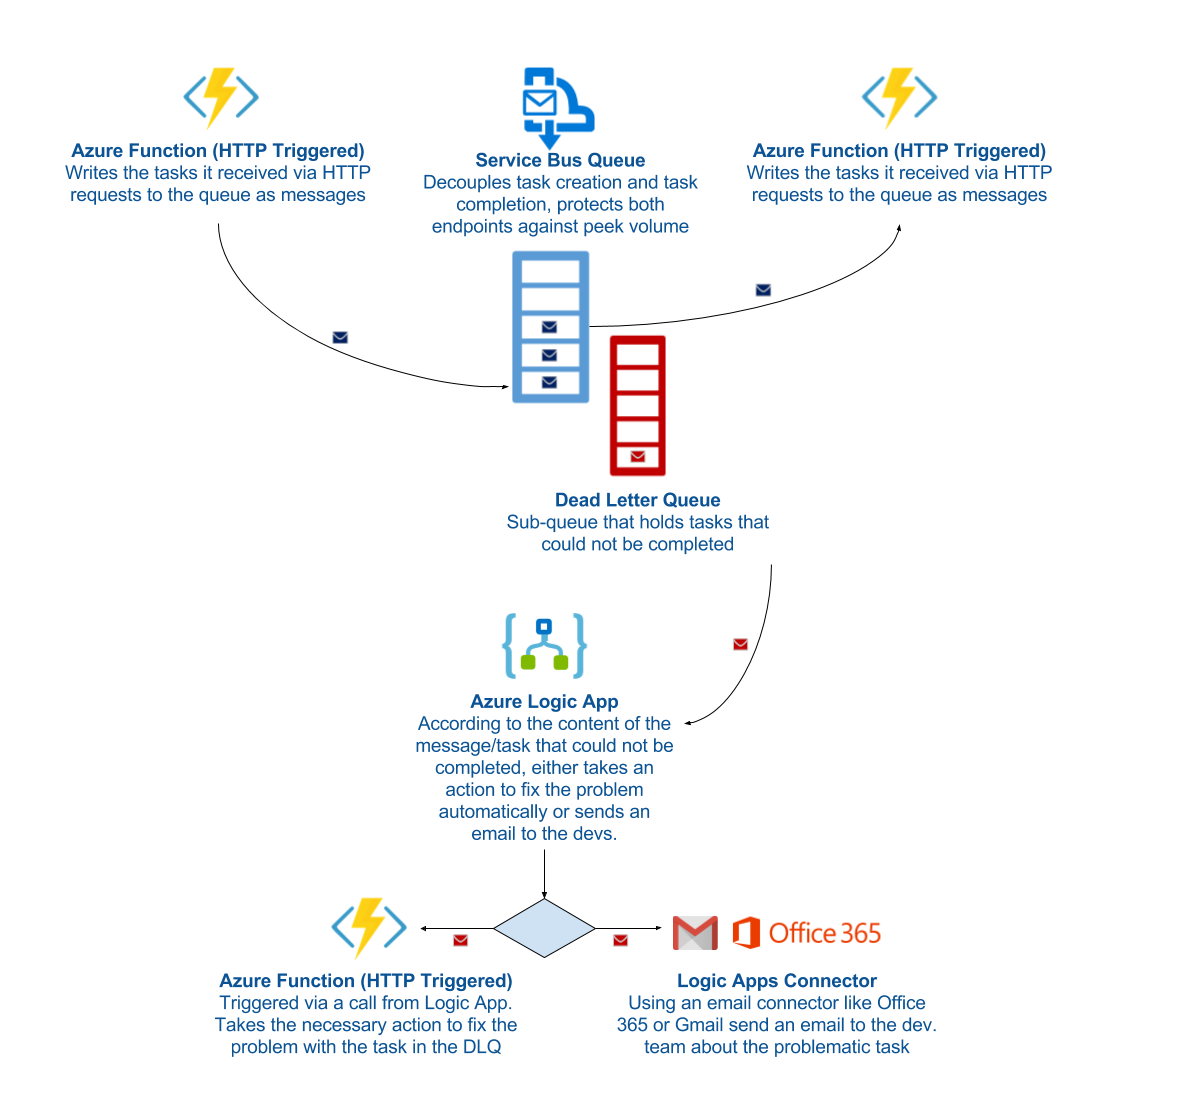 Azure Function (HTTP Triggered)
Writes the tasks it received via HTTP
requests to the queue as messages
Service Bus Queue
Decouples task creation and task
completion, protects both
endpoints against peek volume
Azure Function (HTTP Triggered)
Writes the tasks it received via HTTP
requests to the queue as messages
Dead Letter Queue
Sub-queue that holds tasks that
could not be completed
Azure Logic App
According to the content of the
message/task that could not be
completed, either takes an
action to fix the problem
automatically or sends an
email to the devs.
Office 365
Azure Function (HTTP Triggered)
Triggered via a call from Logic App.
Takes the necessary action to fix the
problem with the task in the DLQ
Logic Apps Connector
Using an email connector like Office
365 or Gmail send an email to the dev.
team about the problematic task